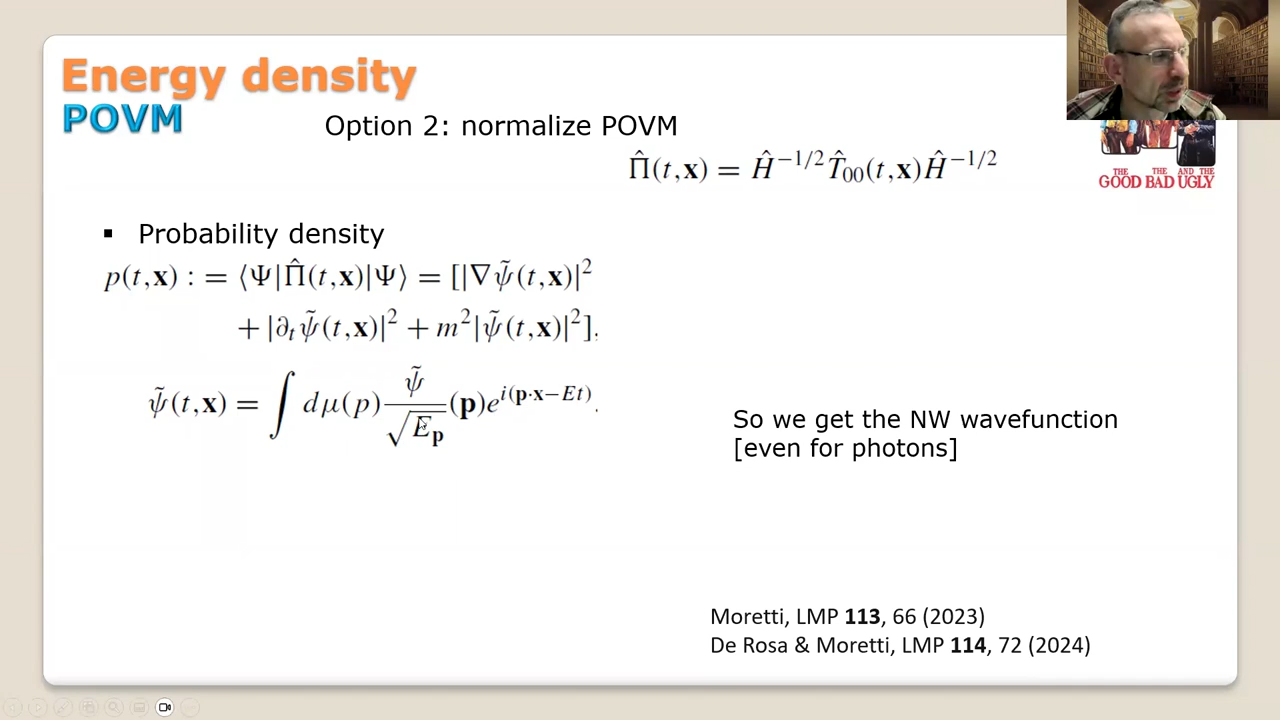 Energy density
POVM
Option 2: normalize POVM
Π̂(t,𝐱) = Ĥ^{−1/2} T̂₀₀(t,𝐱) Ĥ^{−1/2}
THE THE AND THE
GOOD BAD UGLY
▪ Probability density
p(t,𝐱) : = ⟨Ψ|Π̂(t,𝐱)|Ψ⟩ = [|∇ψ̃(t,𝐱)|²
+ |∂ₜψ̃(t,𝐱)|² + m²|ψ̃(t,𝐱)|²].
ψ̃(t,𝐱) = ∫ dμ(p) ψ̃/√E_𝐩 (𝐩)e^{i(𝐩·𝐱−Et)}.
So we get the NW wavefunction
[even for photons]
Moretti, LMP 113, 66 (2023)
De Rosa & Moretti, LMP 114, 72 (2024)